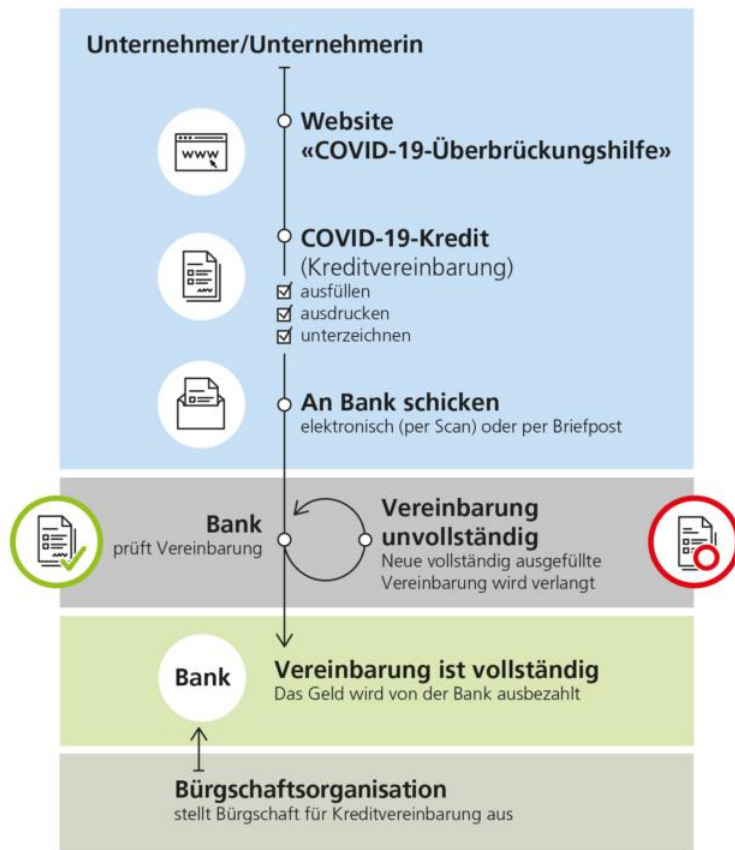 Unternehmer/Unternehmerin
Website
«COVID-19-Überbrückungshilfe»
www
COVID-19-Kredit
(Kreditvereinbarung)
ausfüllen
ausdrucken
unterzeichnen
An Bank schicken
elektronisch (per Scan) oder per Briefpost
Bank
prüft Vereinbarung
Vereinbarung
unvollständig
Neue vollständig ausgefüllte
Vereinbarung wird verlangt
Bank
Vereinbarung ist vollständig
Das Geld wird von der Bank ausbezahlt
Bürgschaftsorganisation
stellt Bürgschaft für Kreditvereinbarung aus